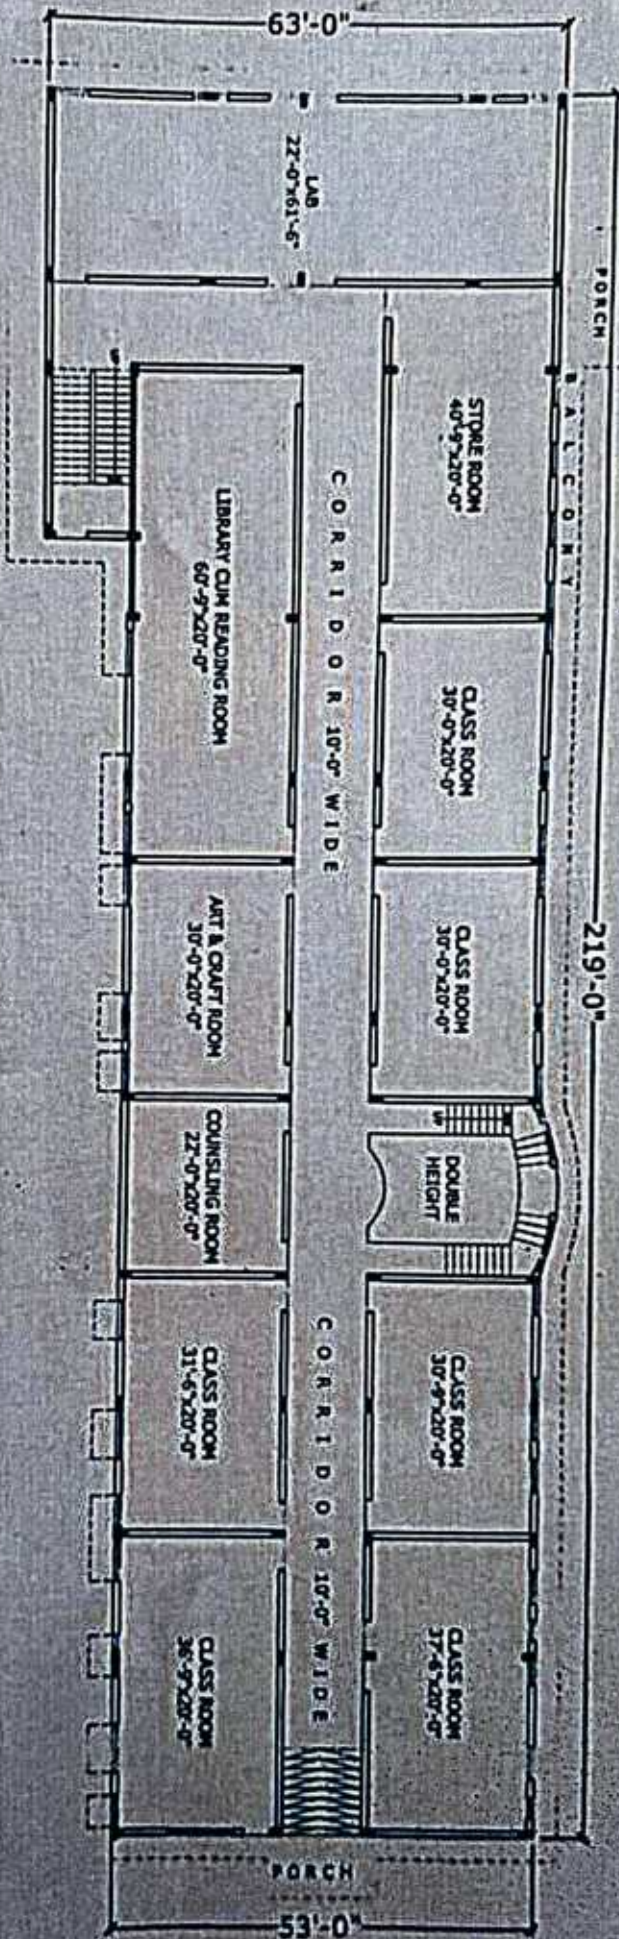 63'-0"
LAB
22'-0"x61'-6"
PORCH
BALCONY
STORE ROOM
40'-9"x20'-0"
CORRIDOR 10'-0" WIDE
LIBRARY CUM READING ROOM
60'-9"x20'-0"
UP
CLASS ROOM
30'-0"x20'-0"
CLASS ROOM
30'-0"x20'-0"
219'-0"
ART & CRAFT ROOM
30'-0"x20'-0"
UP
DOUBLE
HEIGHT
COUNSLING ROOM
22'-0"x20'-0"
CLASS ROOM
30'-9"x20'-0"
CORRIDOR 10'-0" WIDE
CLASS ROOM
31'-6"x20'-0"
CLASS ROOM
37'-6"x20'-0"
CLASS ROOM
36'-9"x20'-0"
PORCH
53'-0"